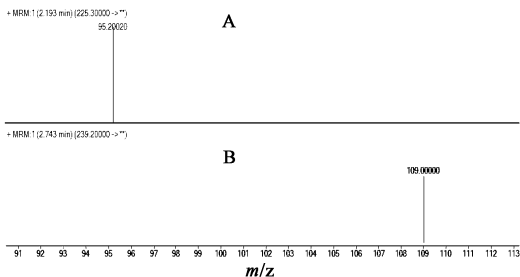 + MRM:1 (2.193 min) (225.30000 -> **)
A
95.20020
+ MRM:1 (2.743 min) (239.20000 -> **)
B
109.00000
91 92 93 94 95 96 97 98 99 100 101 102 103 104 105 106 107 108 109 110 111 112 113
m/z